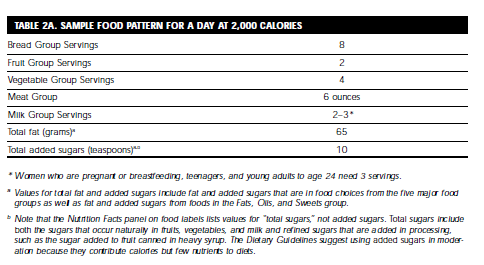 TABLE 2A. SAMPLE FOOD PATTERN FOR A DAY AT 2,000 CALORIES
Bread Group Servings 8
Fruit Group Servings 2
Vegetable Group Servings 4
Meat Group 6 ounces
Milk Group Servings 2–3*
Total fat (grams)ᵃ 65
Total added sugars (teaspoons)ᵃ,ᵇ 10
* Women who are pregnant or breastfeeding, teenagers, and young adults to age 24 need 3 servings.
ᵃ Values for total fat and added sugars include fat and added sugars that are in food choices from the five major food
groups as well as fat and added sugars from foods in the Fats, Oils, and Sweets group.
ᵇ Note that the Nutrition Facts panel on food labels lists values for "total sugars," not added sugars. Total sugars include
both the sugars that occur naturally in fruits, vegetables, and milk and refined sugars that are added in processing,
such as the sugar added to fruit canned in heavy syrup. The Dietary Guidelines suggest using added sugars in moder-
ation because they contribute calories but few nutrients to diets.